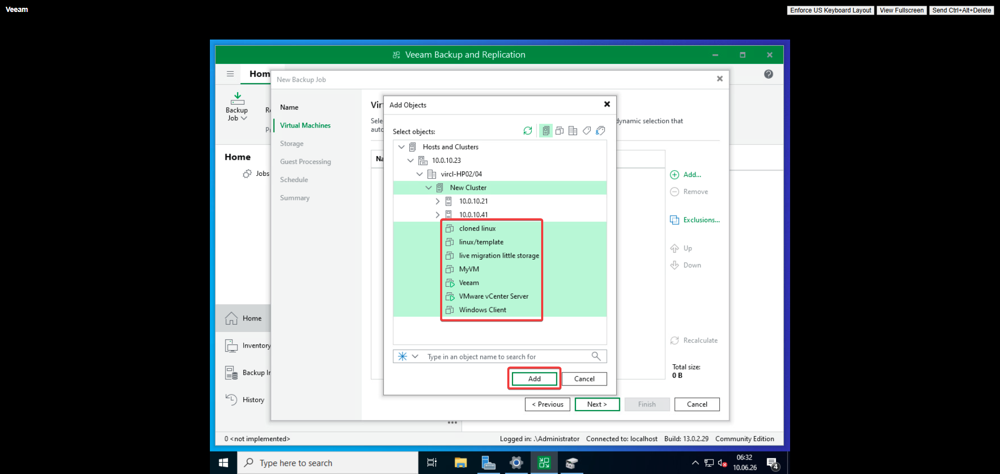 Veeam
Enforce US Keyboard Layout
View Fullscreen
Send Ctrl+Alt+Delete
Veeam Backup and Replication
Hom
New Backup Job
Backup
Job
Name
Virtual Machines
Storage
Guest Processing
Schedule
Summary
Add Objects
dynamic selection that
Select objects:
Hosts and Clusters
10.0.10.23
vircl-HP02/04
New Cluster
10.0.10.21
10.0.10.41
cloned linux
linux/template
live migration little storage
MyVM
Veeam
VMware vCenter Server
Windows Client
Type in an object name to search for
Add
Cancel
Add...
Remove
Exclusions...
Up
Down
Recalculate
Total size:
0 B
< Previous
Next >
Finish
Cancel
Home
Jobs
Home
Inventory
Backup In
History
0 <not implemented>
Logged in: .\Administrator
Connected to: localhost
Build: 13.0.2.29
Community Edition
Type here to search
06:32
10.06.26
4